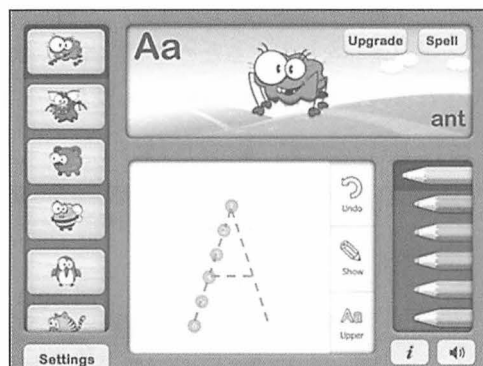 Aa
Upgrade
Spell
ant
Undo
Show
Aa
Upper
Settings
i